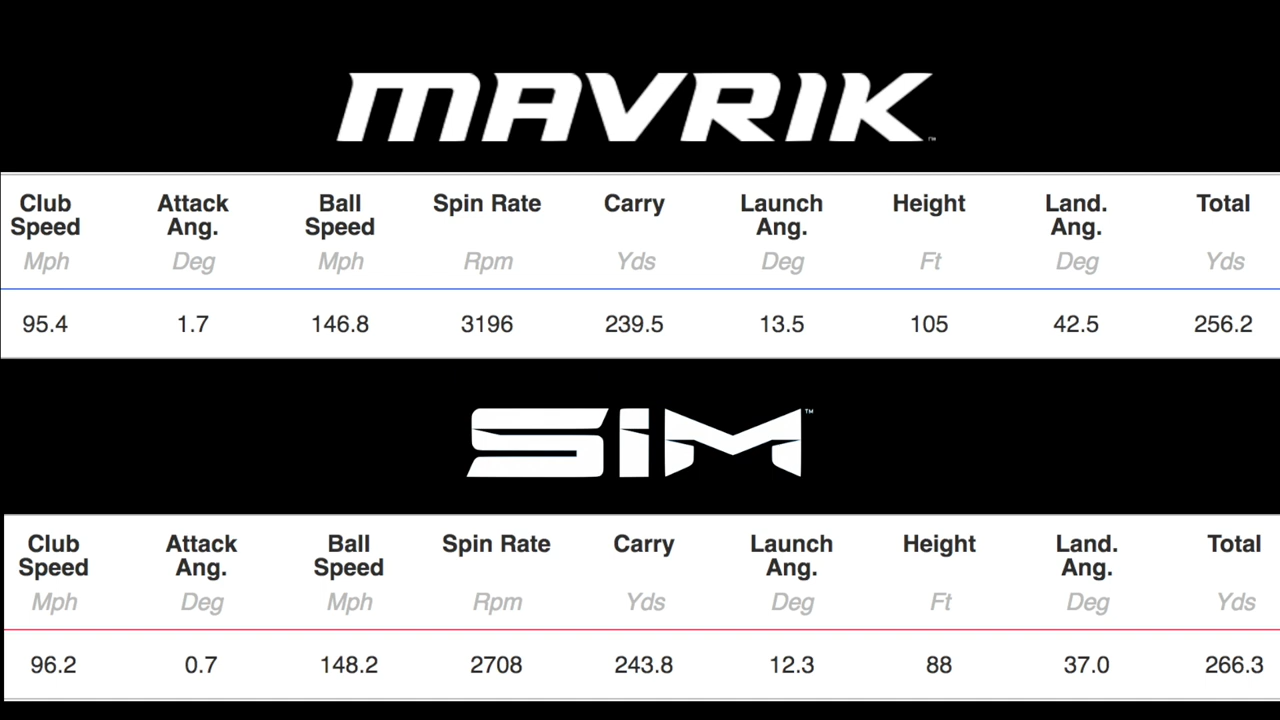 MAVRIK™
Club Speed Attack Ang. Ball Speed Spin Rate Carry Launch Ang. Height Land. Ang. Total
Mph Deg Mph Rpm Yds Deg Ft Deg Yds
95.4 1.7 146.8 3196 239.5 13.5 105 42.5 256.2
SiM™
Club Speed Attack Ang. Ball Speed Spin Rate Carry Launch Ang. Height Land. Ang. Total
Mph Deg Mph Rpm Yds Deg Ft Deg Yds
96.2 0.7 148.2 2708 243.8 12.3 88 37.0 266.3